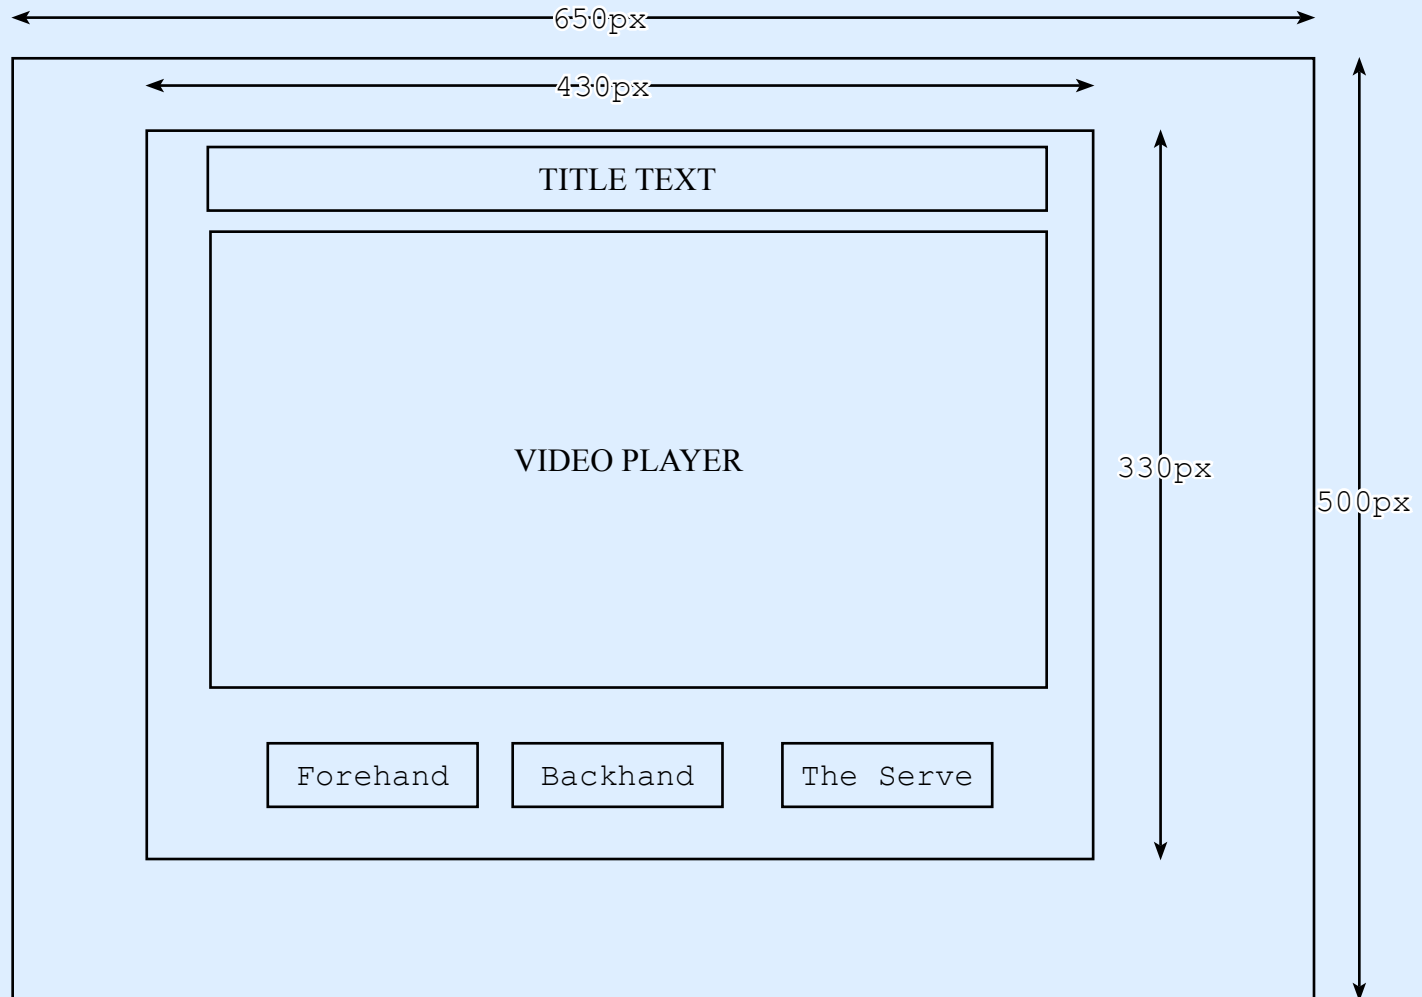 650px
430px
TITLE TEXT
VIDEO PLAYER
330px
500px
Forehand
Backhand
The Serve